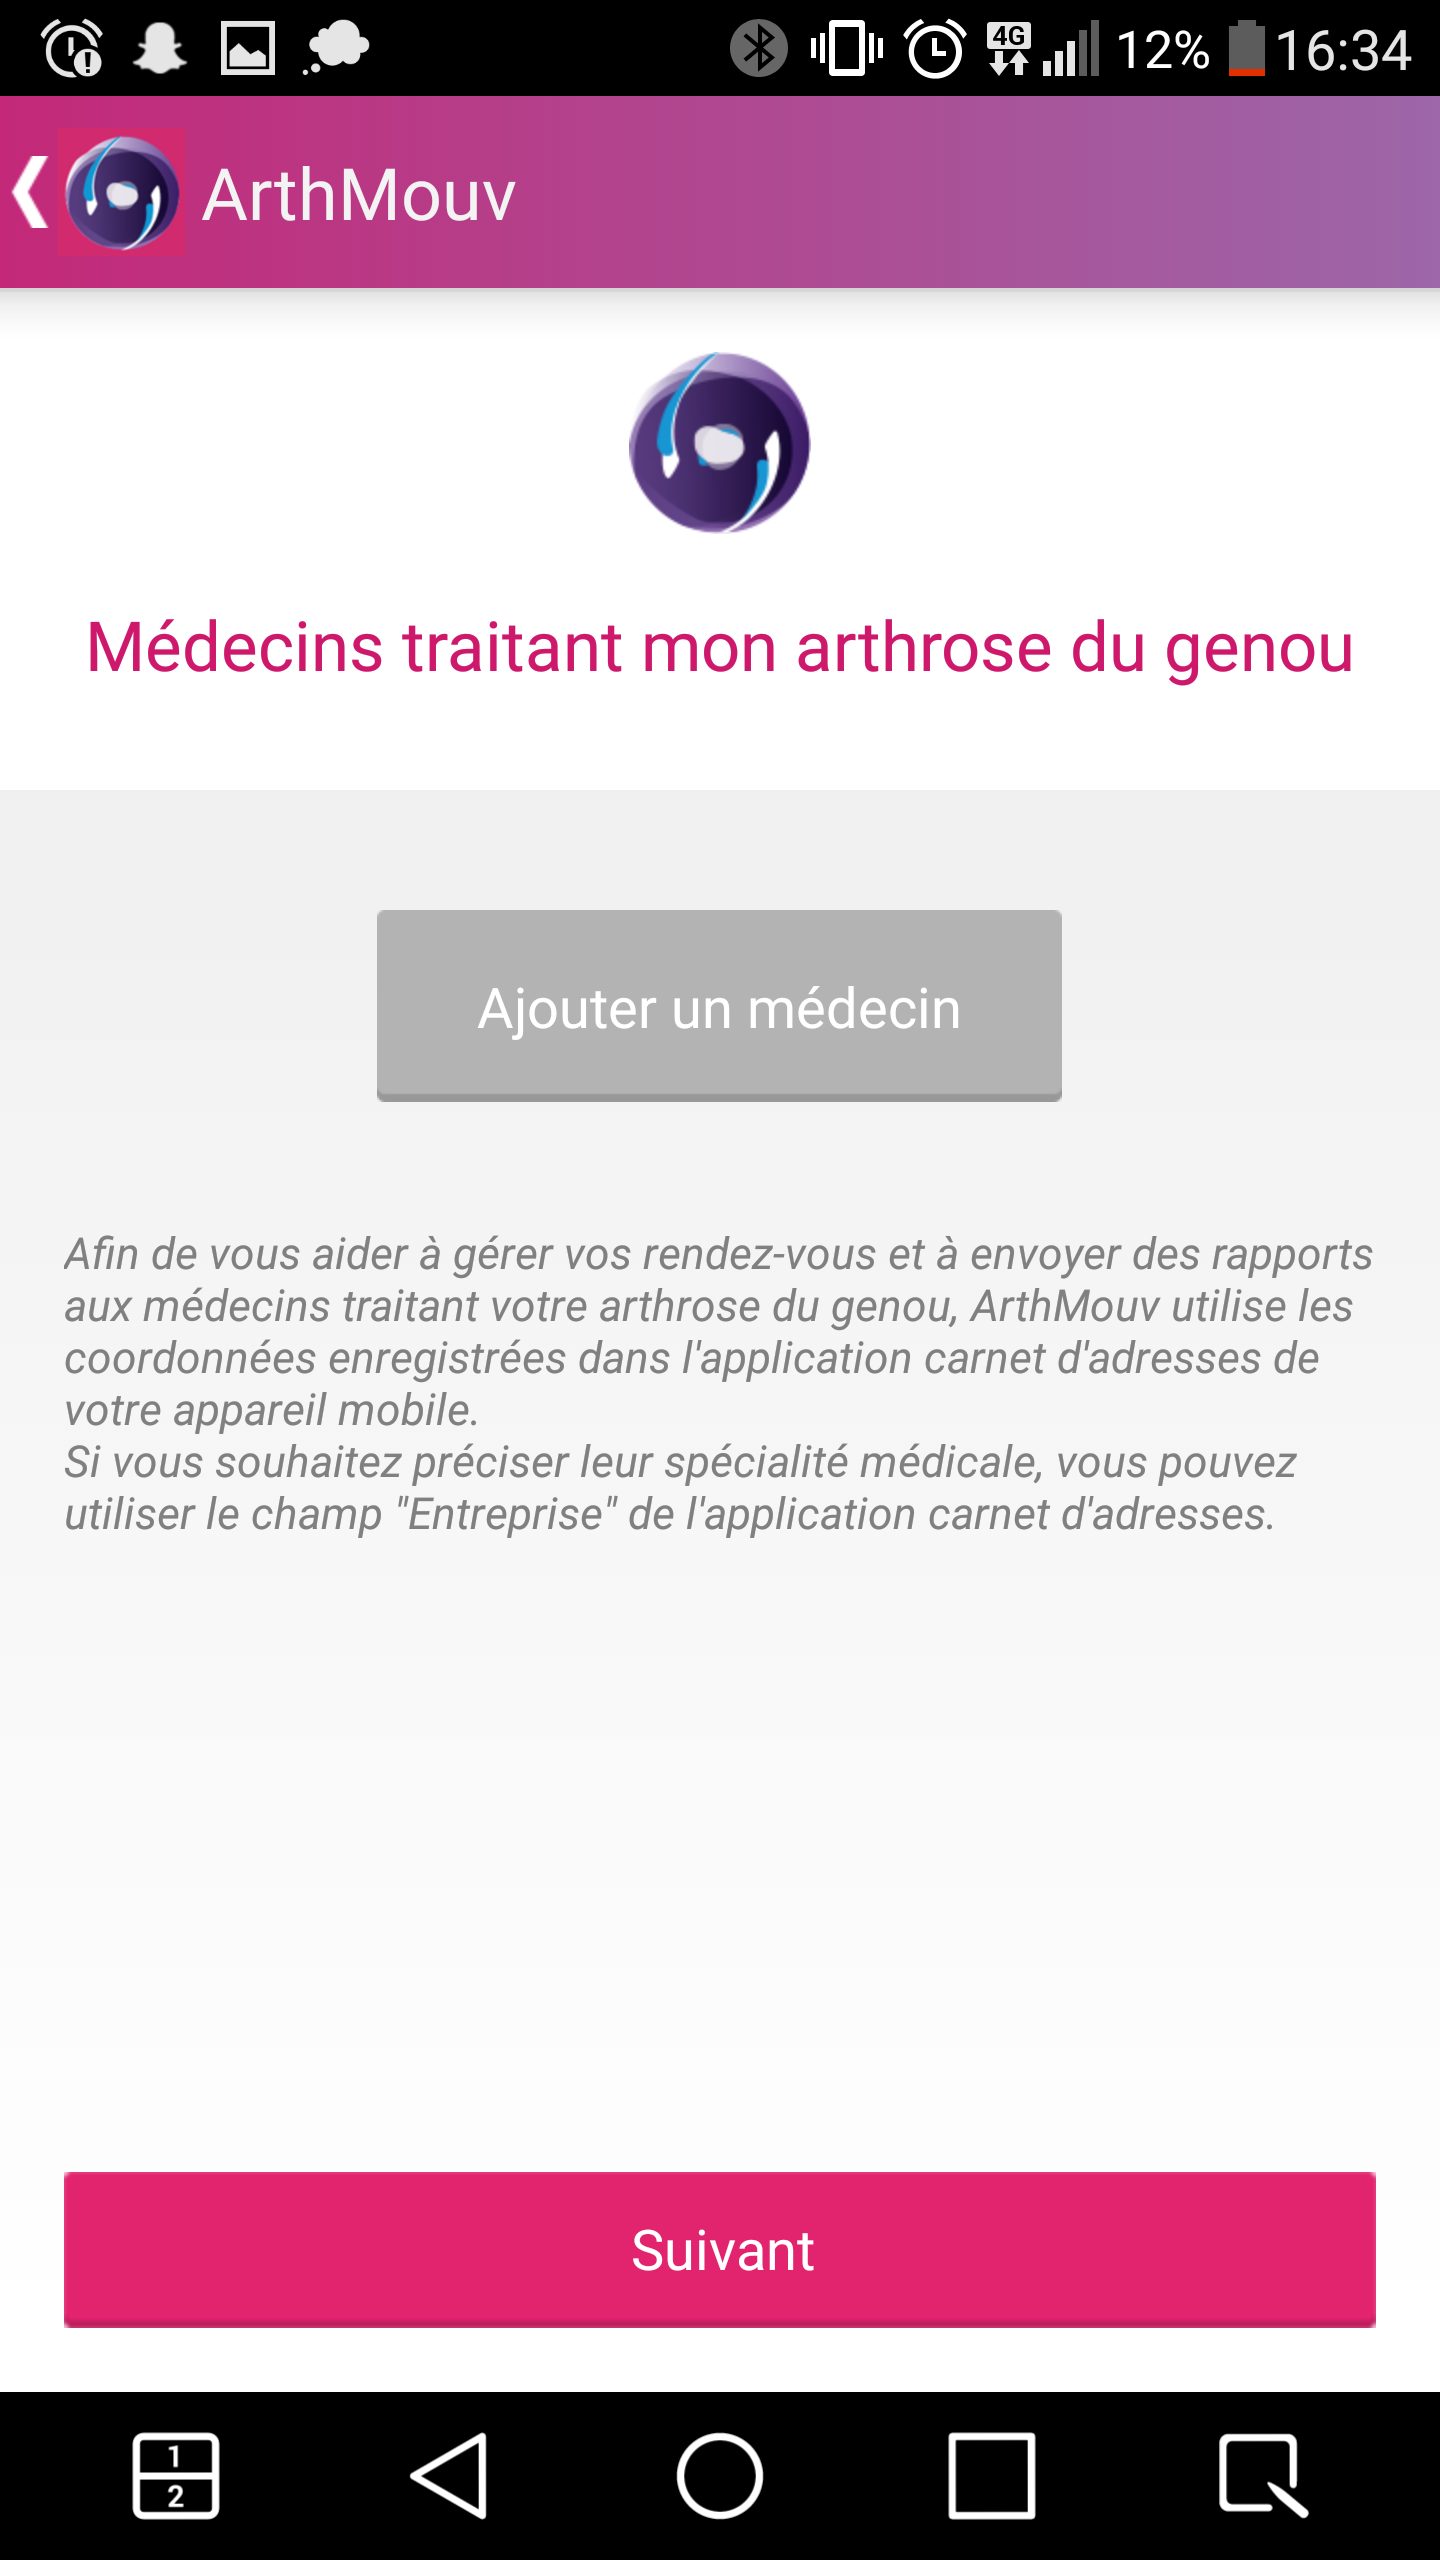 4G 12% 16:34
ArthMouv
Médecins traitant mon arthrose du genou
Ajouter un médecin
Afin de vous aider à gérer vos rendez-vous et à envoyer des rapports
aux médecins traitant votre arthrose du genou, ArthMouv utilise les
coordonnées enregistrées dans l'application carnet d'adresses de
votre appareil mobile.
Si vous souhaitez préciser leur spécialité médicale, vous pouvez
utiliser le champ "Entreprise" de l'application carnet d'adresses.
Suivant
1
2